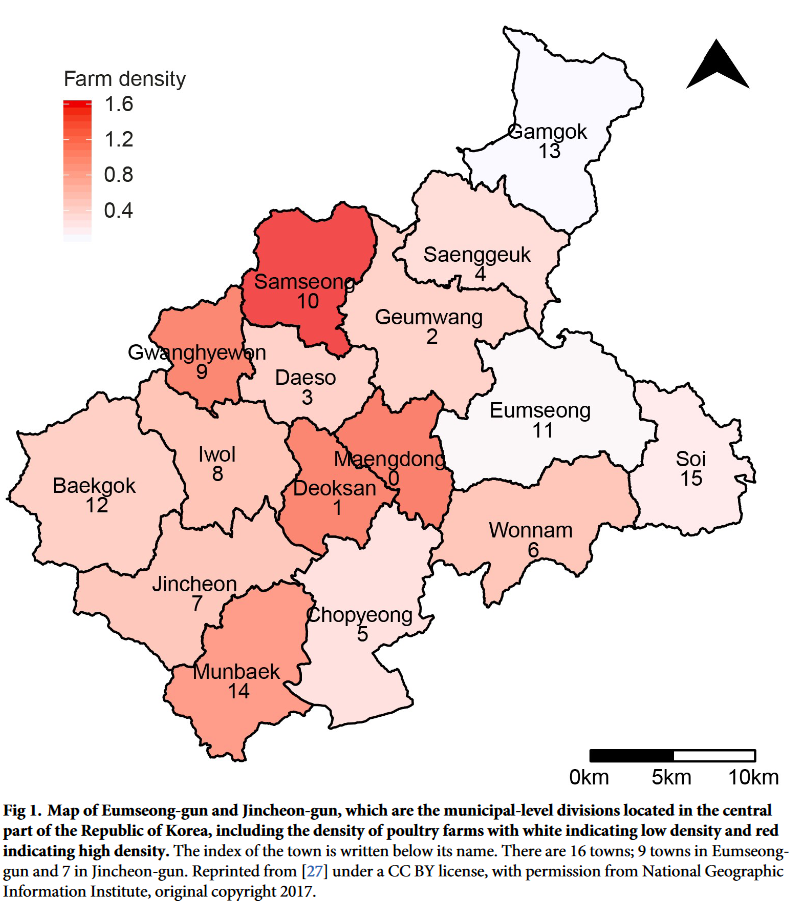 Farm density
1.6
1.2
0.8
0.4
Gamgok
13
Saenggeuk
4
Samseong
10
Geumwang
2
Gwanghyewon
9
Daeso
3
Eumseong
11
Maengdong
0
Iwol
8
Soi
15
Baekgok
12
Deoksan
1
Wonnam
6
Jincheon
7
Chopyeong
5
Munbaek
14
0km 5km 10km
Fig 1. Map of Eumseong-gun and Jincheon-gun, which are the municipal-level divisions located in the central
part of the Republic of Korea, including the density of poultry farms with white indicating low density and red
indicating high density. The index of the town is written below its name. There are 16 towns; 9 towns in Eumseong-
gun and 7 in Jincheon-gun. Reprinted from [27] under a CC BY license, with permission from National Geographic
Information Institute, original copyright 2017.